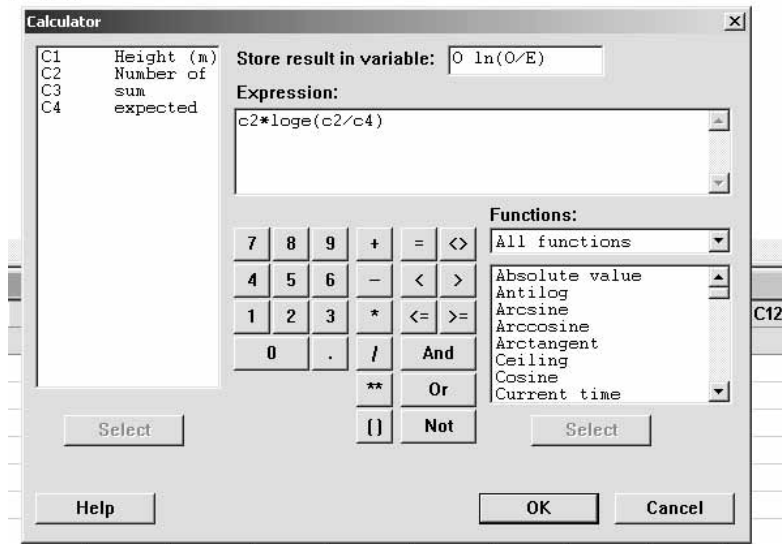 Calculator
C1 Height (m)
C2 Number of
C3 sum
C4 expected
Store result in variable: O ln(O/E)
Expression:
c2*loge(c2/c4)
Functions:
All functions
7 8 9 + = <>
4 5 6 - < >
1 2 3 * <= >=
0 . / And
** Or
() Not
Absolute value
Antilog
Arcsine
Arccosine
Arctangent
Ceiling
Cosine
Current time
Select
Select
Help
OK
Cancel
C12